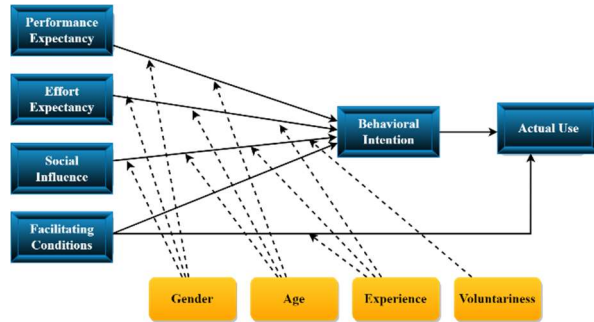 Performance
Expectancy
Effort
Expectancy
Social
Influence
Facilitating
Conditions
Behavioral
Intention
Actual Use
Gender
Age
Experience
Voluntariness